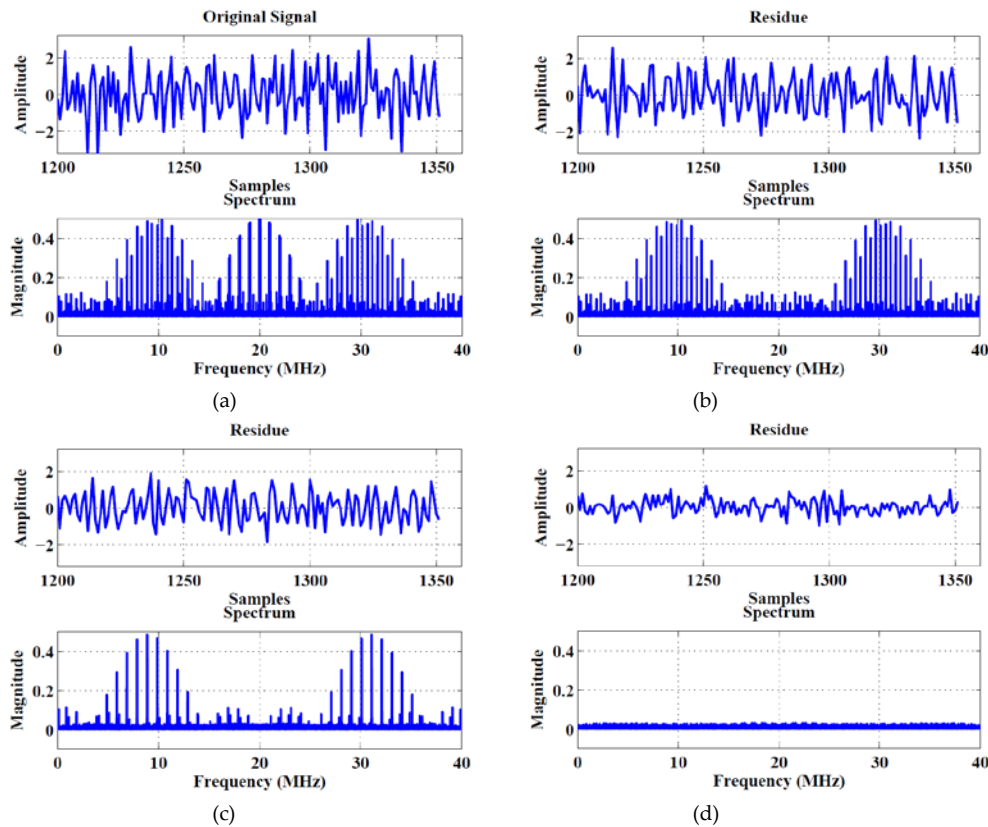 Original Signal
Amplitude
2
0
−2
1200 1250 1300 1350
Samples
Spectrum
Magnitude
0.4
0.2
0
0 10 20 30 40
Frequency (MHz)
(a)
Residue
Amplitude
2
0
−2
1200 1250 1300 1350
Samples
Spectrum
Magnitude
0.4
0.2
0
0 10 20 30 40
Frequency (MHz)
(b)
Residue
Amplitude
2
0
−2
1200 1250 1300 1350
Samples
Spectrum
Magnitude
0.4
0.2
0
0 10 20 30 40
Frequency (MHz)
(c)
Residue
Amplitude
2
0
−2
1200 1250 1300 1350
Samples
Spectrum
Magnitude
0.4
0.2
0
0 10 20 30 40
Frequency (MHz)
(d)